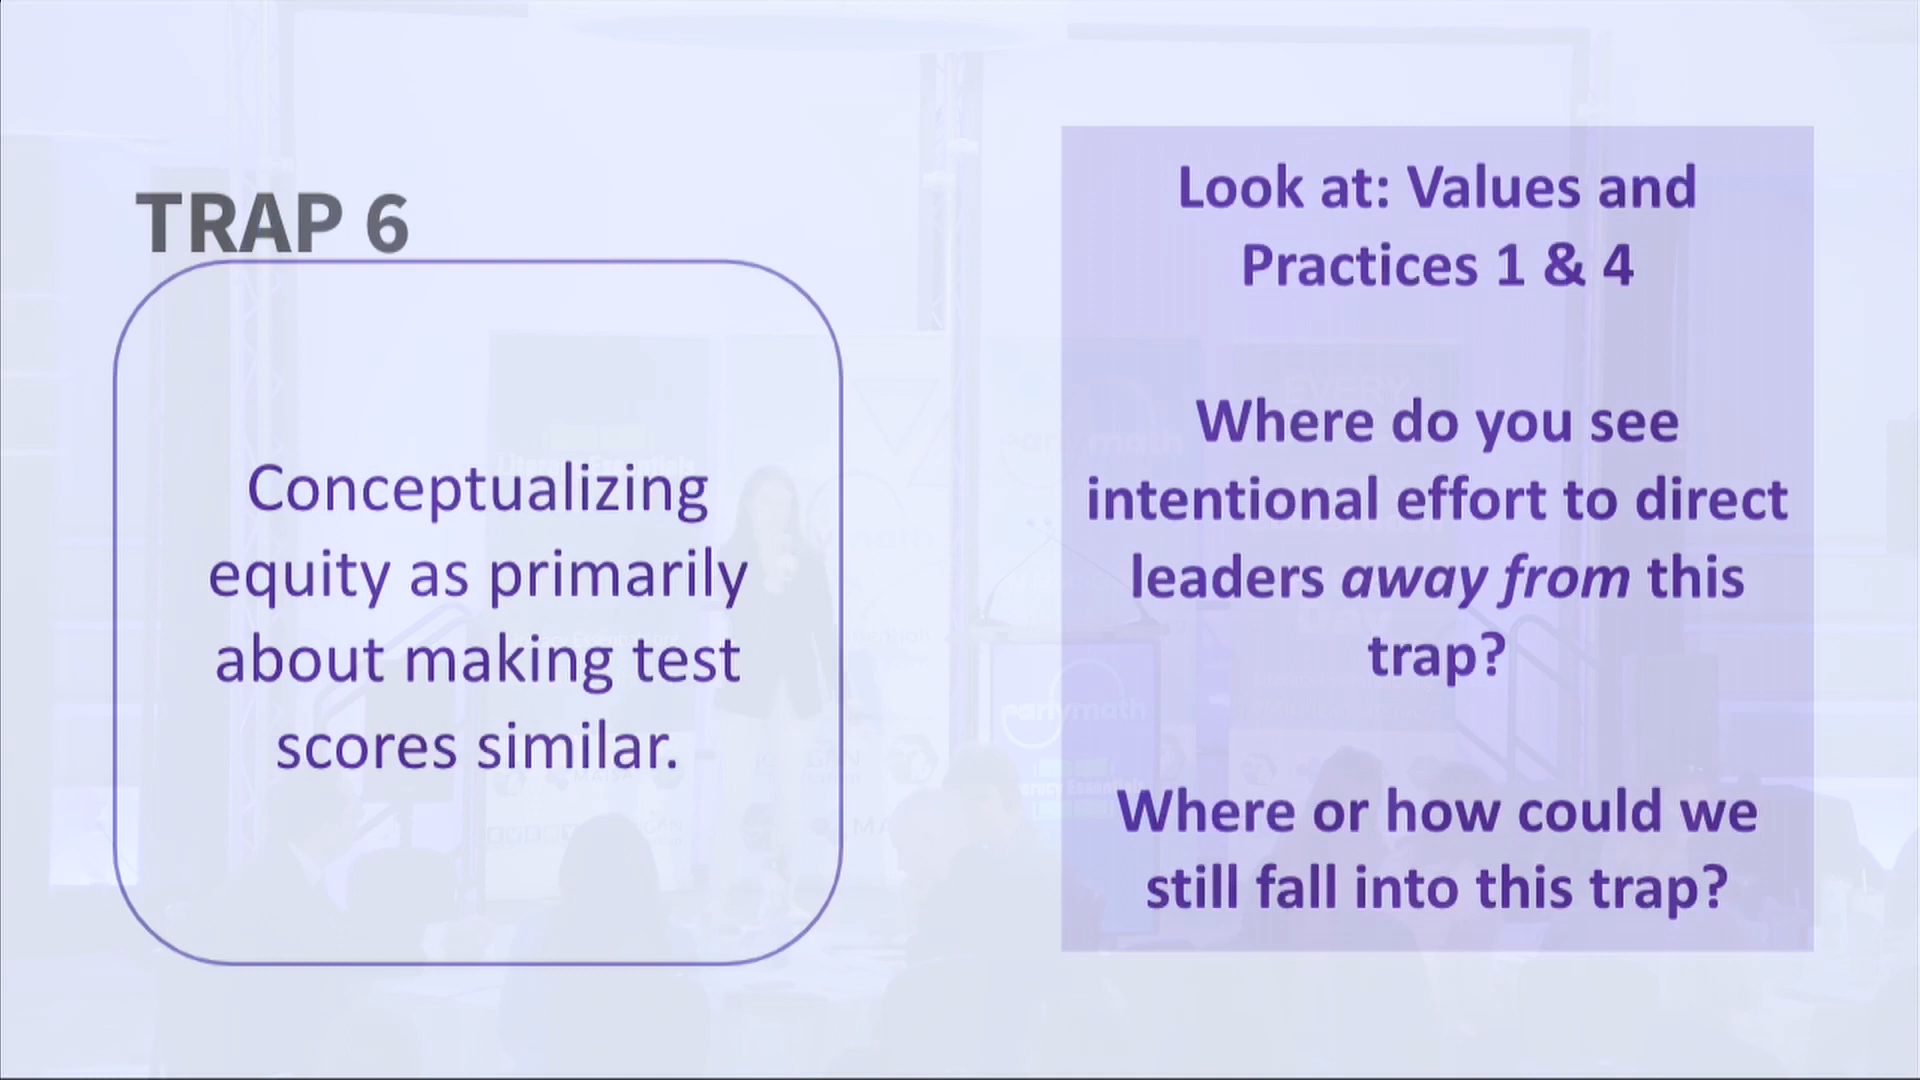 TRAP 6
Conceptualizing
equity as primarily
about making test
scores similar.
Look at: Values and
Practices 1 & 4
Where do you see
intentional effort to direct
leaders away from this
trap?
Where or how could we
still fall into this trap?
earlymath